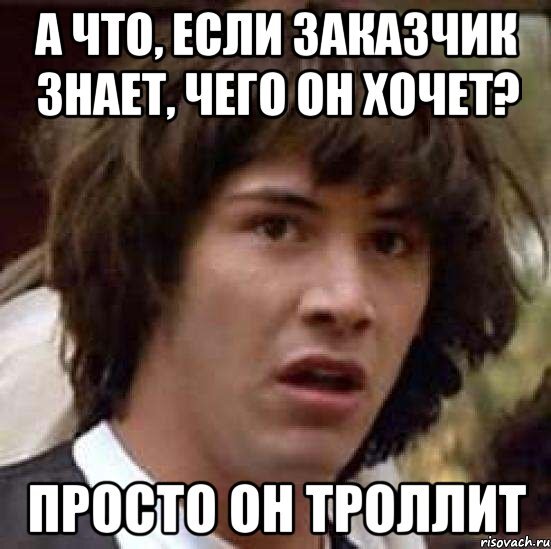 А ЧТО, ЕСЛИ ЗАКАЗЧИК
ЗНАЕТ, ЧЕГО ОН ХОЧЕТ?
ПРОСТО ОН ТРОЛЛИТ
risovach.ru